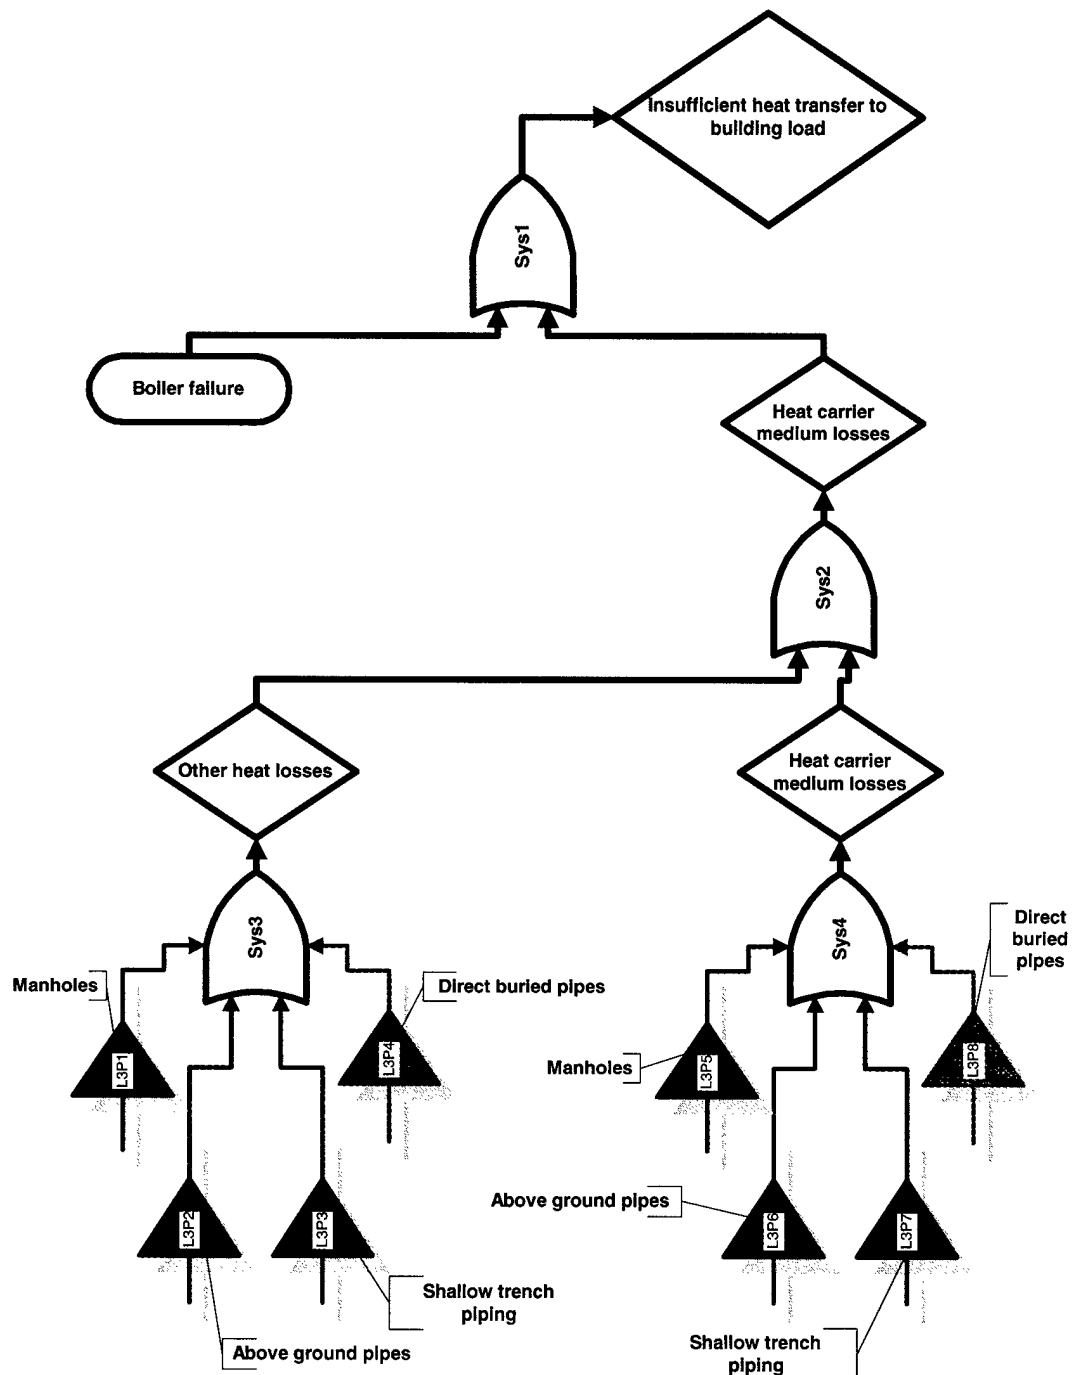 Insufficient heat transfer to
building load
Sys1
Boiler failure
Heat carrier
medium losses
Sys2
Other heat losses
Heat carrier
medium losses
Sys3
Sys4
Direct
buried
pipes
Manholes
Direct buried pipes
L3P1
L3P4
Manholes
L3P5
L3P8
Above ground pipes
L3P2
L3P3
L3P6
L3P7
Shallow trench
piping
Above ground pipes
Shallow trench
piping